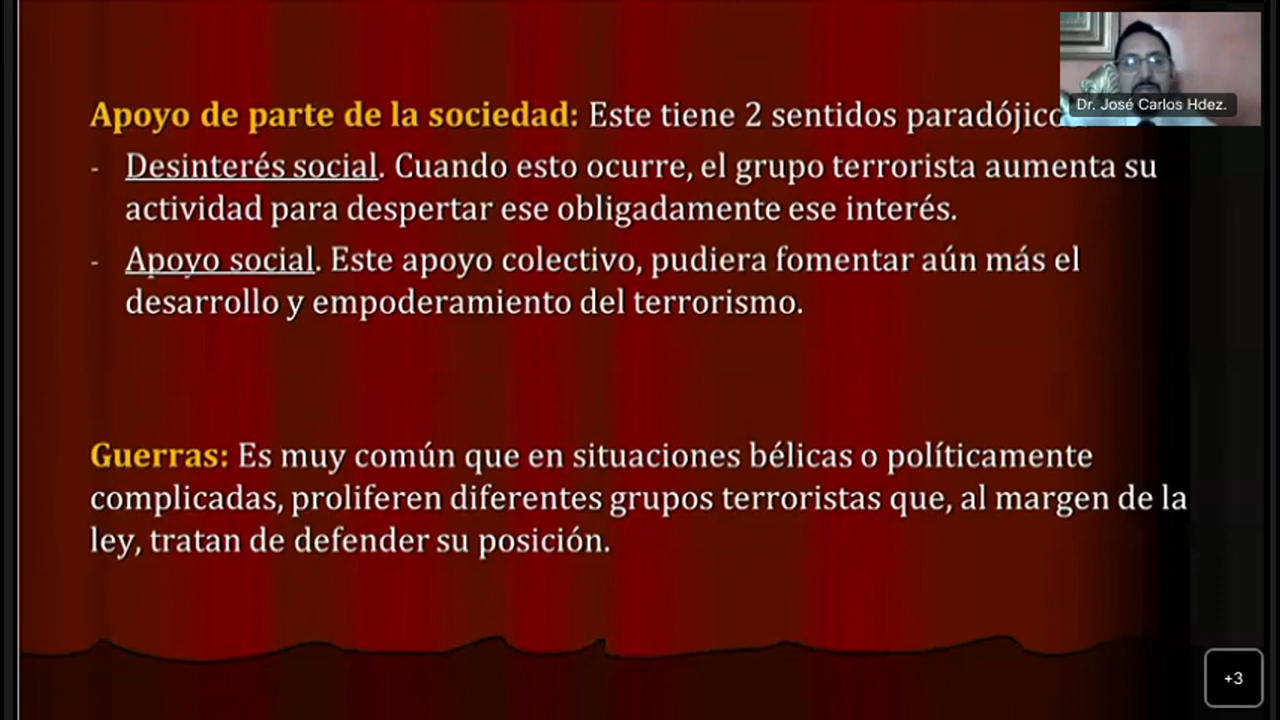 Apoyo de parte de la sociedad: Este tiene 2 sentidos
Dr. José Carlos Hdez.
- Desinterés social. Cuando esto ocurre, el grupo terrorista aumenta su
actividad para despertar ese obligadamente ese interés.
- Apoyo social. Este apoyo colectivo, pudiera fomentar aún más el
desarrollo y empoderamiento del terrorismo.
Guerras: Es muy común que en situaciones bélicas o políticamente
complicadas, proliferen diferentes grupos terroristas que, al margen de la
ley, tratan de defender su posición.
+3